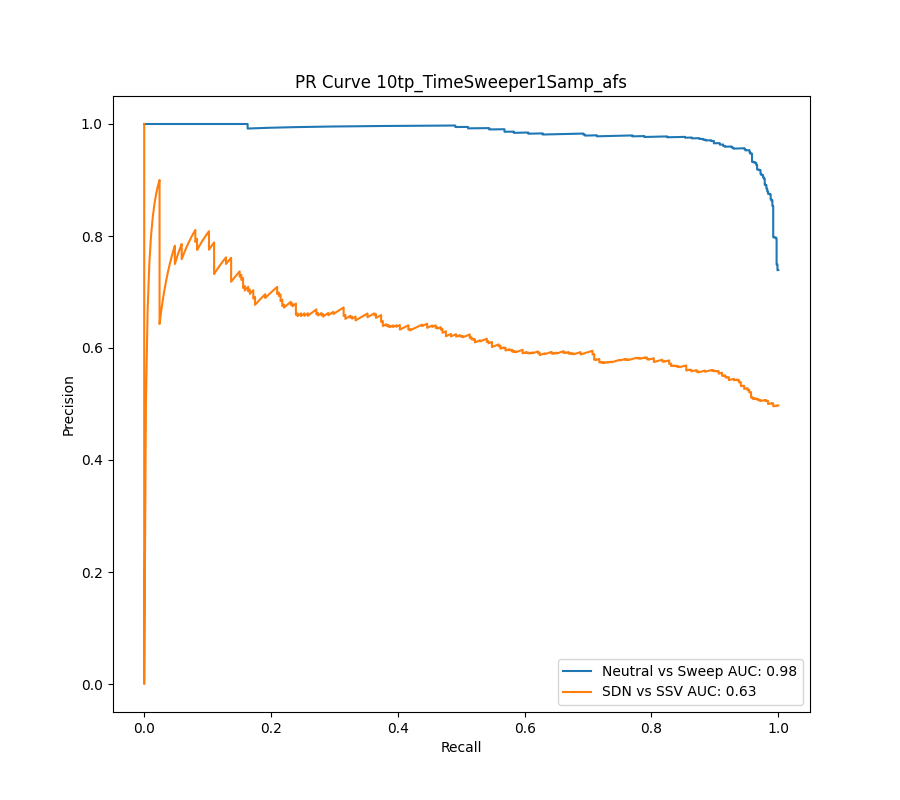 PR Curve 10tp_TimeSweeper1Samp_afs
1.0
0.8
0.6
0.4
0.2
0.0
Precision
0.0 0.2 0.4 0.6 0.8 1.0
Recall
Neutral vs Sweep AUC: 0.98
SDN vs SSV AUC: 0.63